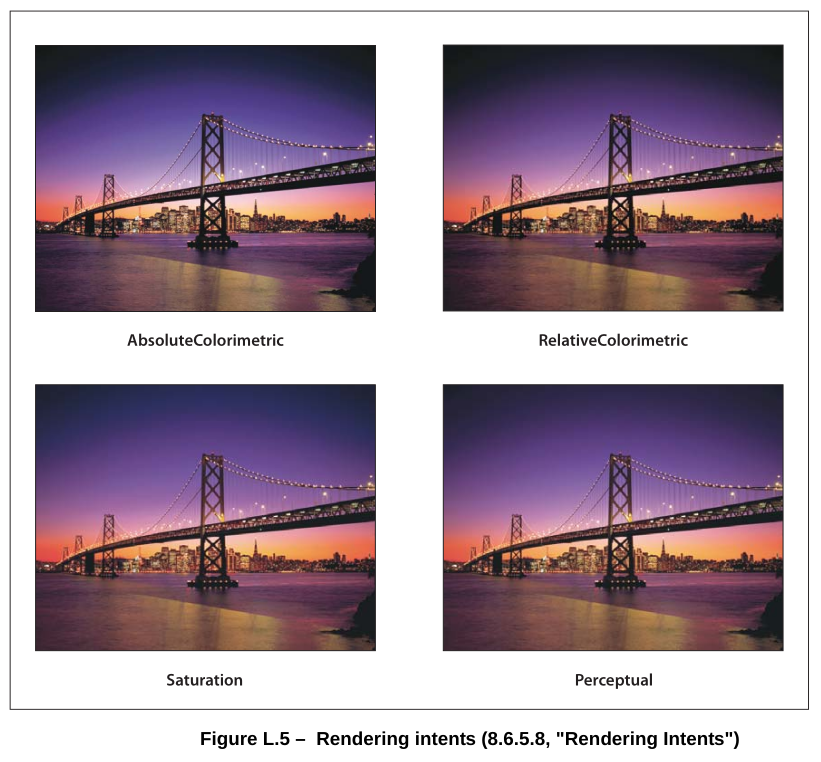 AbsoluteColorimetric
RelativeColorimetric
Saturation
Perceptual
Figure L.5 – Rendering intents (8.6.5.8, "Rendering Intents")